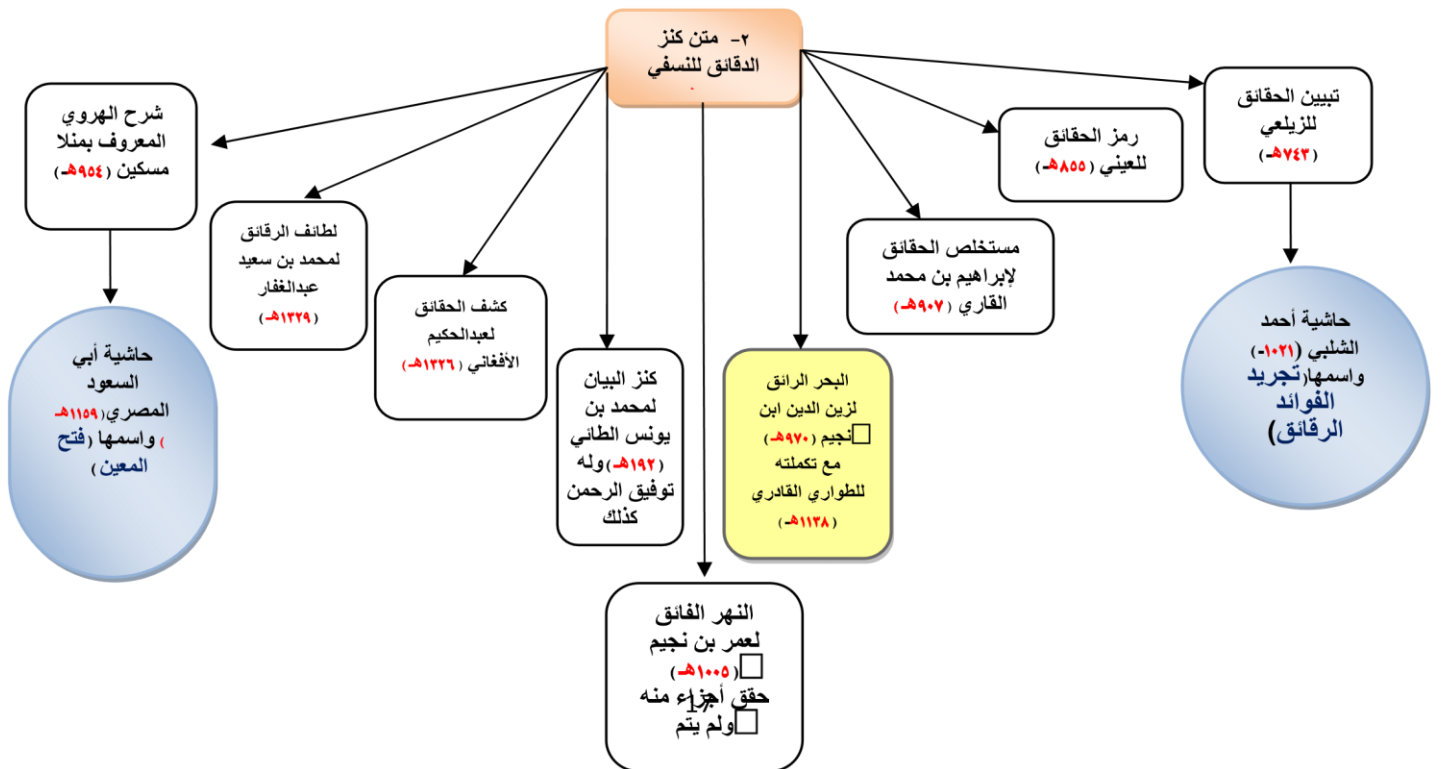 ٢- متن كنز
الدقائق للنسفي
تبيين الحقائق
للزيلعي
(٧٤٣هـ)
رمز الحقائق
للعيني (٨٥٥هـ)
مستخلص الحقائق
لإبراهيم بن محمد
القاري (٩٠٧هـ)
حاشية أحمد
الشلبي (١٠٢١-)
واسمها(تجريد
الفوائد
الرقائق)
البحر الرائق
لزين الدين ابن
نجيم (٩٧٠هـ)
مع تكملته
للطواري القادري
(١١٣٨هـ)
النهر الفائق
لعمر بن نجيم
(١٠٠٥هـ)
حقق أجزاء منه
ولم يتم
17
كنز البيان
لمحمد بن
يونس الطائي
(١٩٢هـ)وله
توفيق الرحمن
كذلك
كشف الحقائق
لعبدالحكيم
الأفغاني (١٣٢٦هـ)
لطائف الرقائق
لمحمد بن سعيد
عبدالغفار
(١٣٢٩هـ)
شرح الهروي
المعروف بمنلا
مسكين (٩٥٤هـ)
حاشية أبي
السعود
المصري(١١٥٩هـ
) واسمها (فتح
المعين)